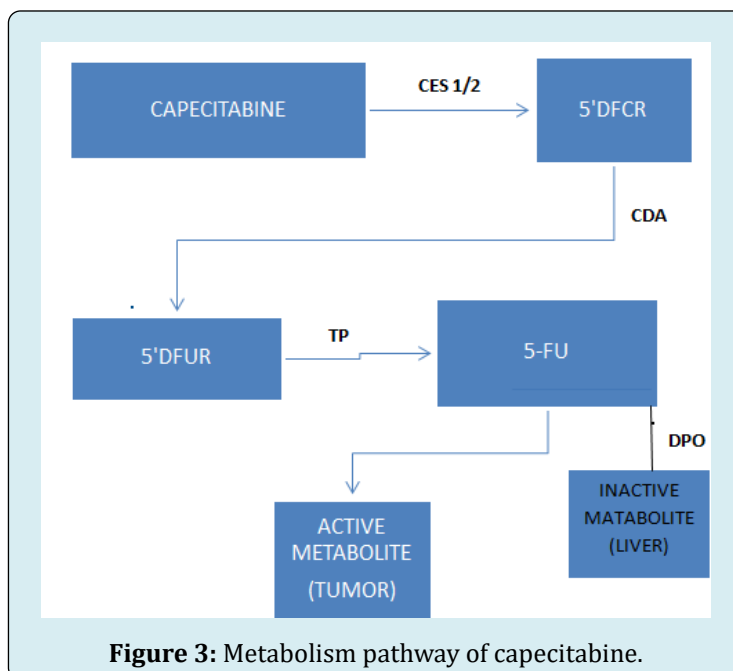 CAPECITABINE
CES 1/2
5'DFCR
CDA
5'DFUR
TP
5-FU
DPO
ACTIVE
METABOLITE
(TUMOR)
INACTIVE
MATABOLITE
(LIVER)
Figure 3: Metabolism pathway of capecitabine.